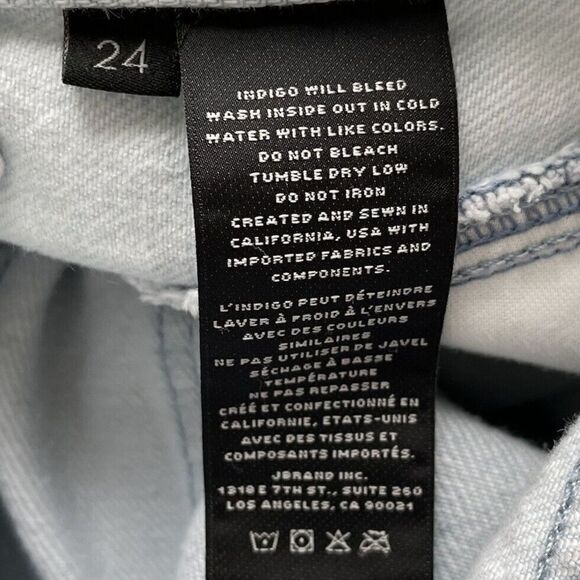 24
INDIGO WILL BLEED
WASH INSIDE OUT IN COLD
WATER WITH LIKE COLORS.
DO NOT BLEACH
TUMBLE DRY LOW
DO NOT IRON
CREATED AND SEWN IN
CALIFORNIA, USA WITH
IMPORTED FABRICS AND
COMPONENTS.
L'INDIGO PEUT DÉTEINDRE
LAVER À FROID À L'ENVERS
AVEC DES COULEURS
SIMILAIRES
NE PAS UTILISER DE JAVEL
SÉCHAGE À BASSE
TEMPÉRATURE
NE PAS REPASSER
CRÉÉ ET CONFECTIONNÉ EN
CALIFORNIE, ETATS-UNIS
AVEC DES TISSUS ET
COMPOSANTS IMPORTÉS.
JBRAND INC.
1318 E 7TH ST., SUITE 260
LOS ANGELES, CA 90021